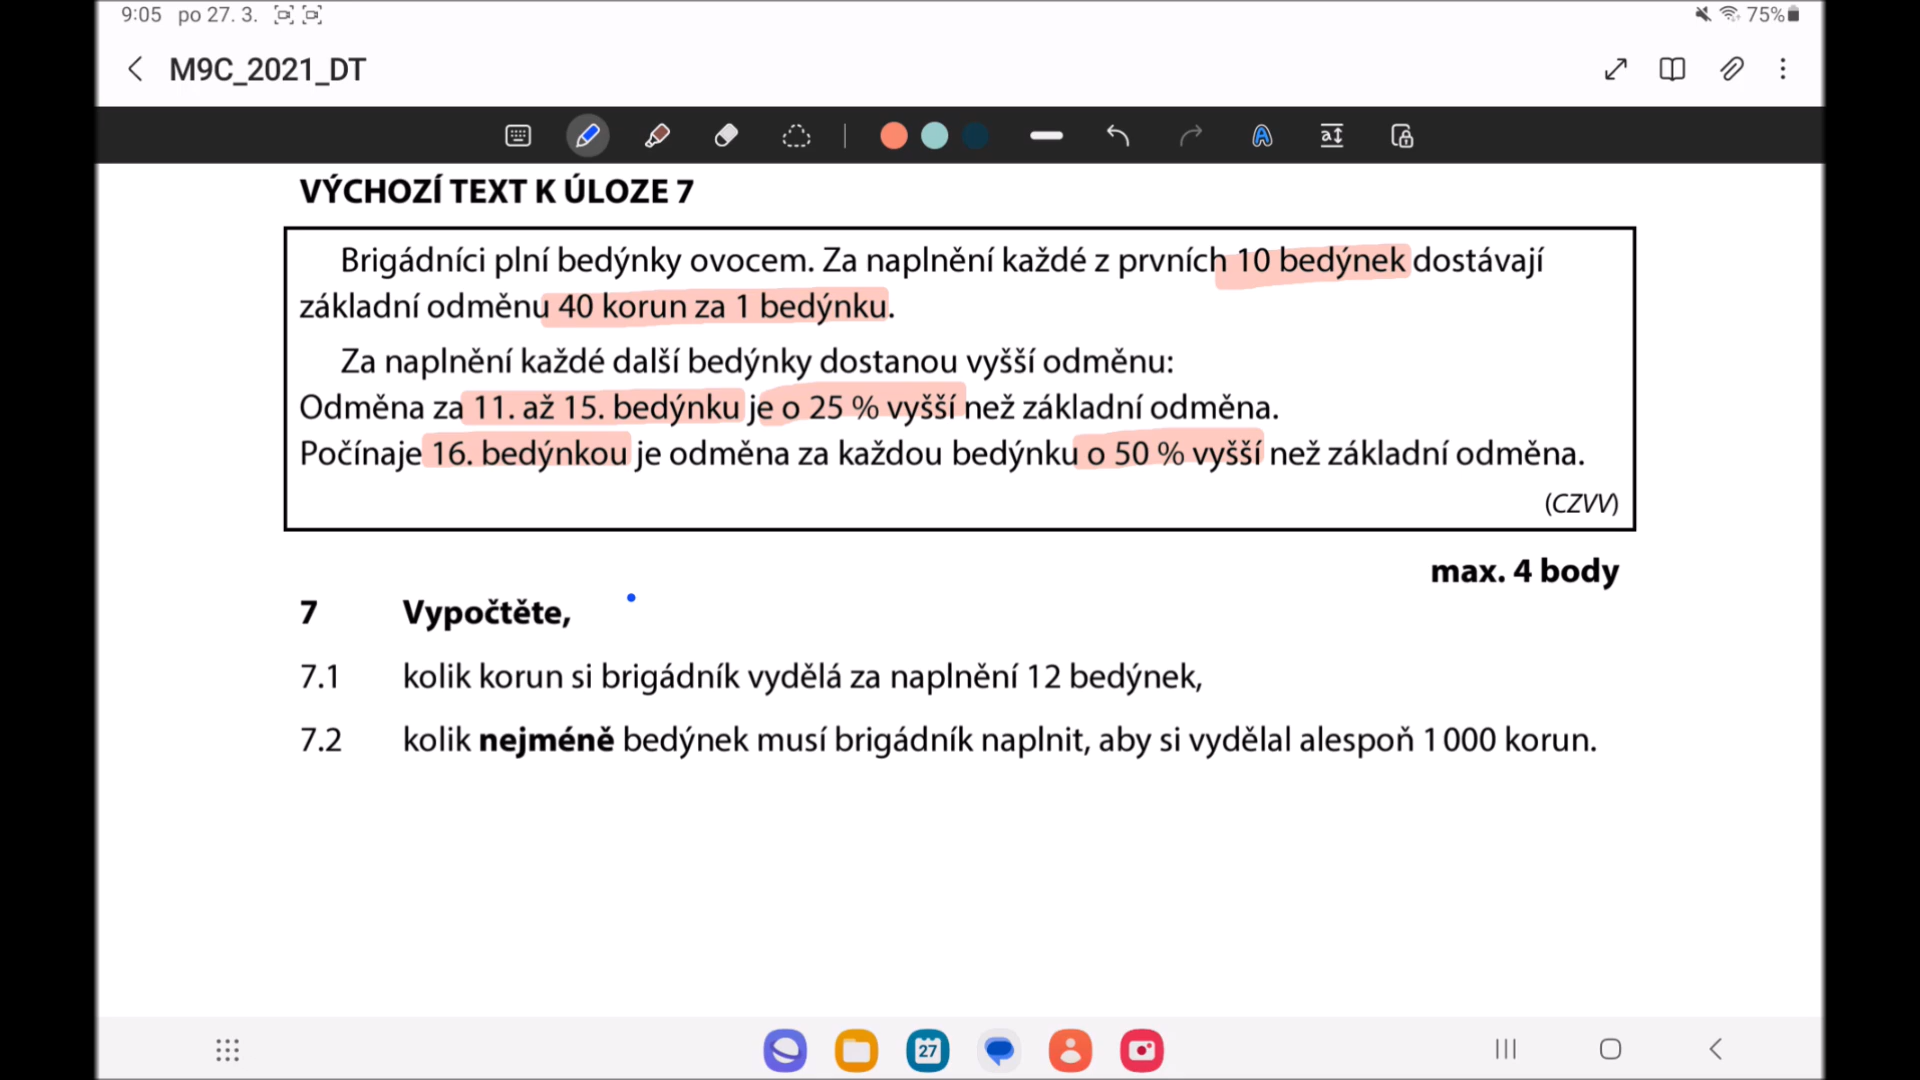 9:05 po 27. 3. 75%
M9C_2021_DT
VÝCHOZÍ TEXT K ÚLOZE 7
Brigádníci plní bedýnky ovocem. Za naplnění každé z prvních 10 bedýnek dostávají
základní odměnu 40 korun za 1 bedýnku.
Za naplnění každé další bedýnky dostanou vyšší odměnu:
Odměna za 11. až 15. bedýnku je o 25 % vyšší než základní odměna.
Počínaje 16. bedýnkou je odměna za každou bedýnku o 50 % vyšší než základní odměna.
(CZVV)
max. 4 body
7 Vypočtěte,
7.1 kolik korun si brigádník vydělá za naplnění 12 bedýnek,
7.2 kolik nejméně bedýnek musí brigádník naplnit, aby si vydělal alespoň 1 000 korun.
27